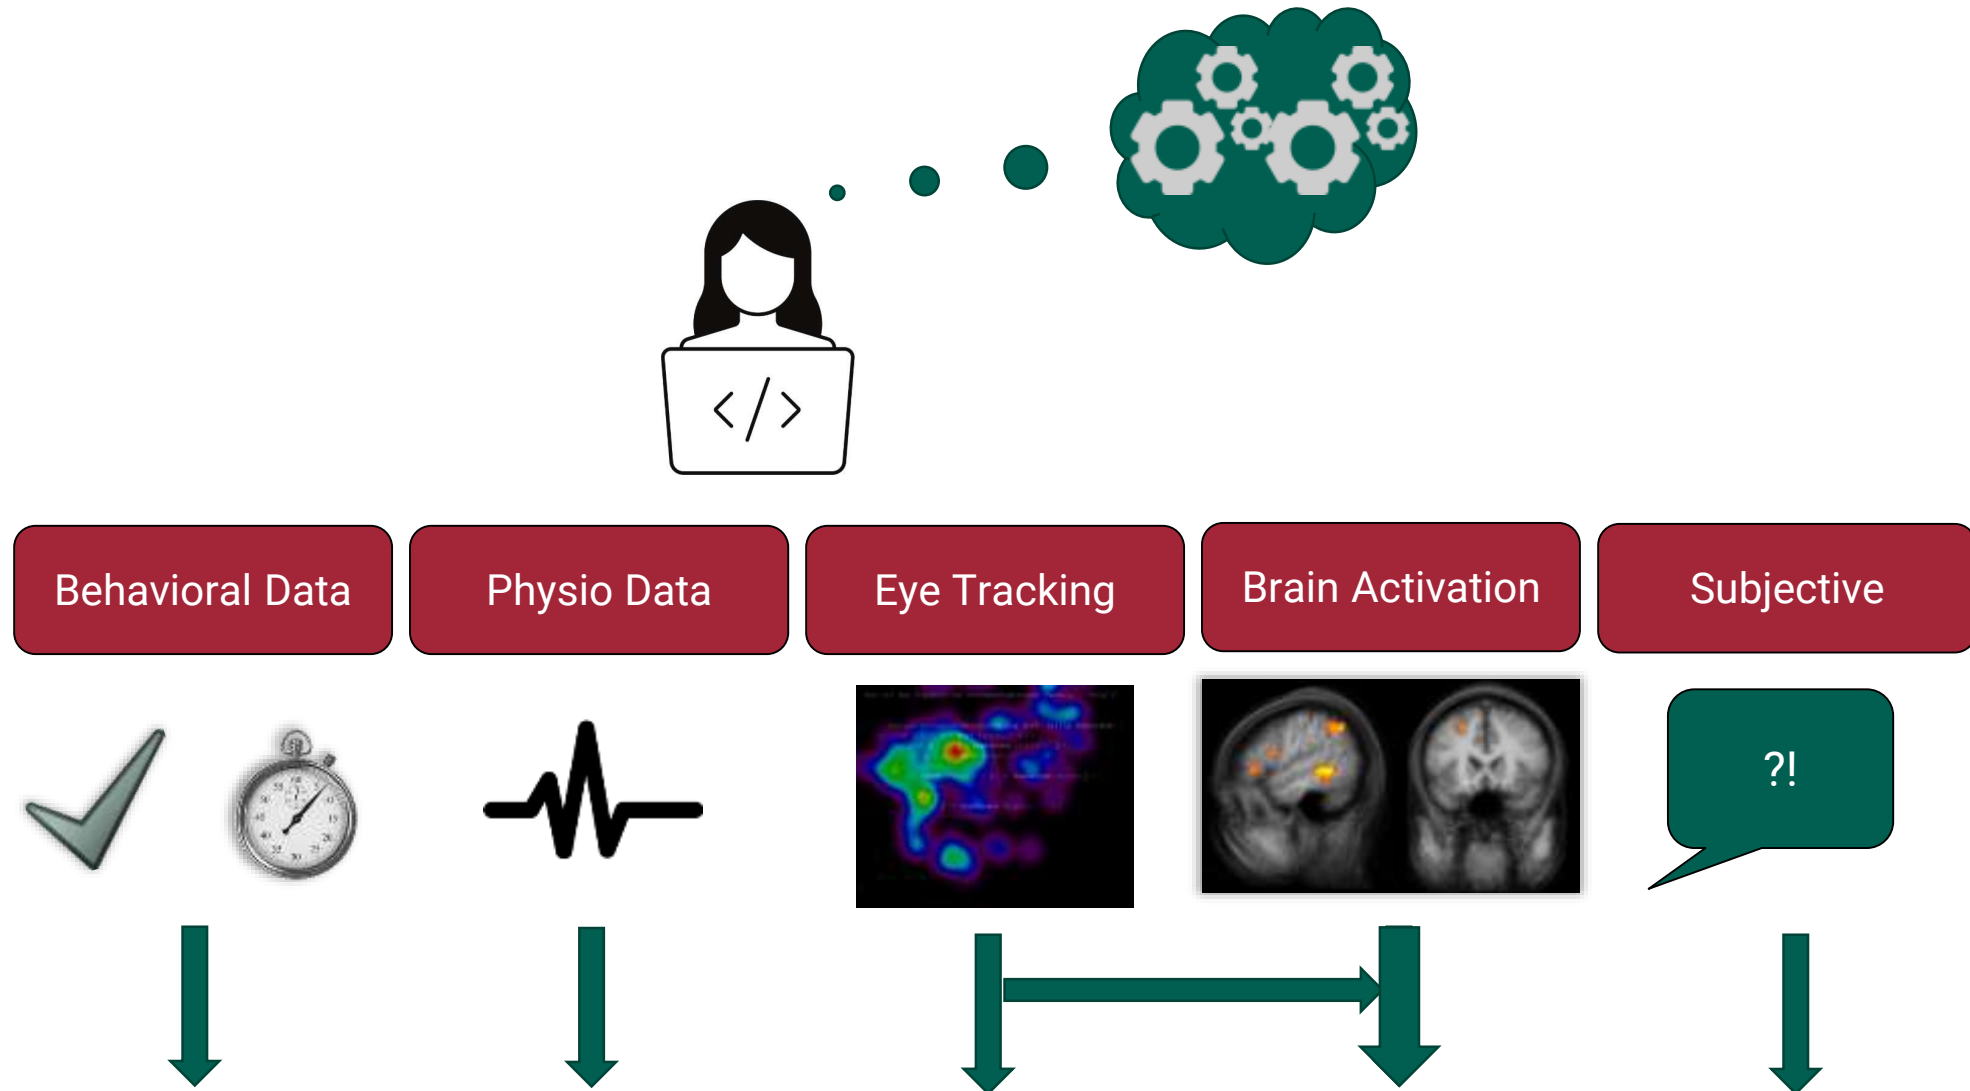 </>
Behavioral Data
Physio Data
Eye Tracking
Brain Activation
Subjective
?!